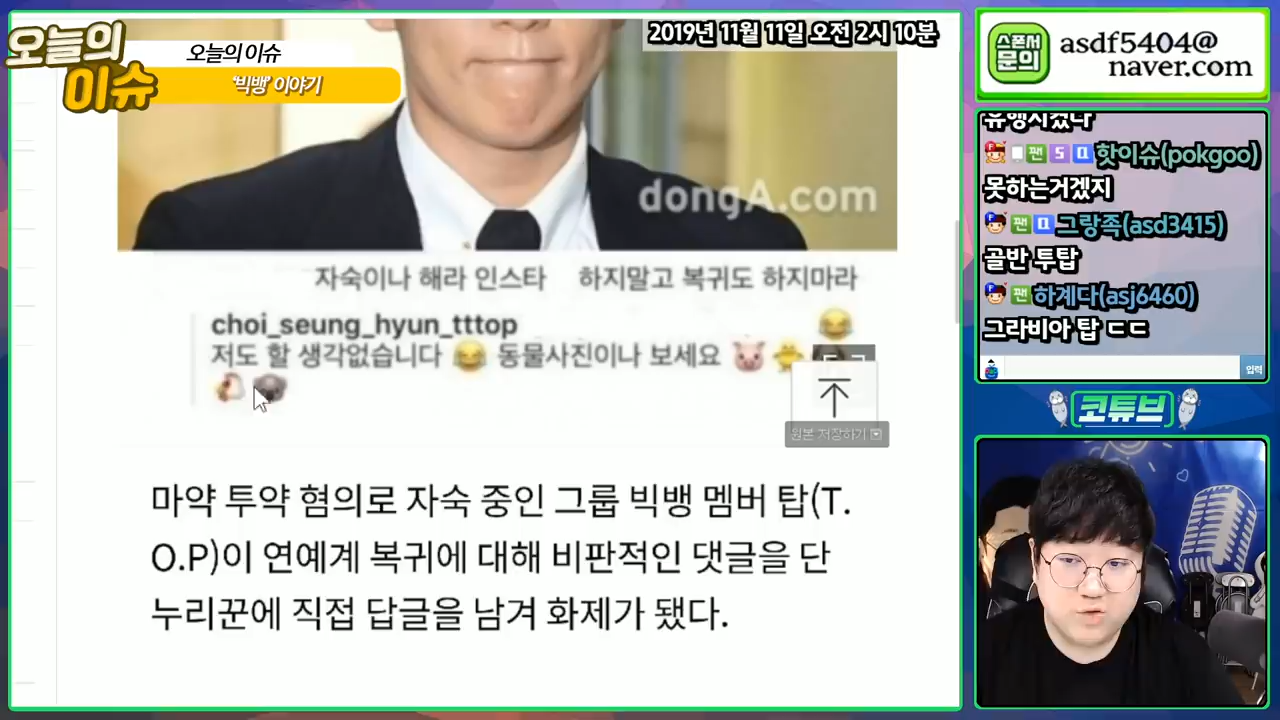 오늘의
이슈
오늘의 이슈
'빅뱅' 이야기
2019년 11월 11일 오전 2시 10분
dongA.com
자숙이나 해라 인스타 하지말고 복귀도 하지마라
choi_seung_hyun_tttop
저도 할 생각없습니다 😂 동물사진이나 보세요
원본 저장하기
마약 투약 혐의로 자숙 중인 그룹 빅뱅 멤버 탑(T.
O.P)이 연예계 복귀에 대해 비판적인 댓글을 단
누리꾼에 직접 답글을 남겨 화제가 됐다.
스폰서
문의
asdf5404@
naver.com
유행시켰다
팬 S 핫이슈(pokgoo)
못하는거겠지
팬 그랑족(asd3415)
골반 투탑
팬 하계다(asj6460)
그라비아 탑 ㄷㄷ
입력
코튜브